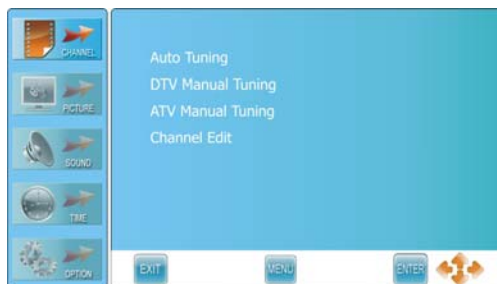 CHANNEL
PICTURE
SOUND
TIME
OPTION
Auto Tuning
DTV Manual Tuning
ATV Manual Tuning
Channel Edit
EXIT
MENU
ENTER